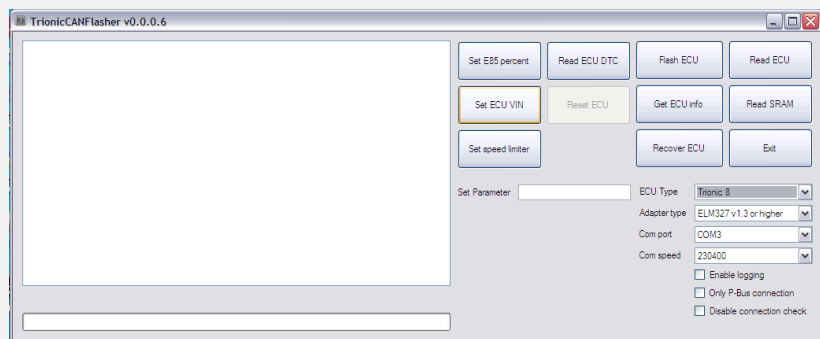 TrionicCANFlasher v0.0.0.6
Set E85 percent
Read ECU DTC
Flash ECU
Read ECU
Set ECU VIN
Reset ECU
Get ECU info
Read SRAM
Set speed limiter
Recover ECU
Exit
Set Parameter
ECU Type
Trionic 8
Adapter type
ELM327 v1.3 or higher
Com port
COM3
Com speed
230400
Enable logging
Only P-Bus connection
Disable connection check